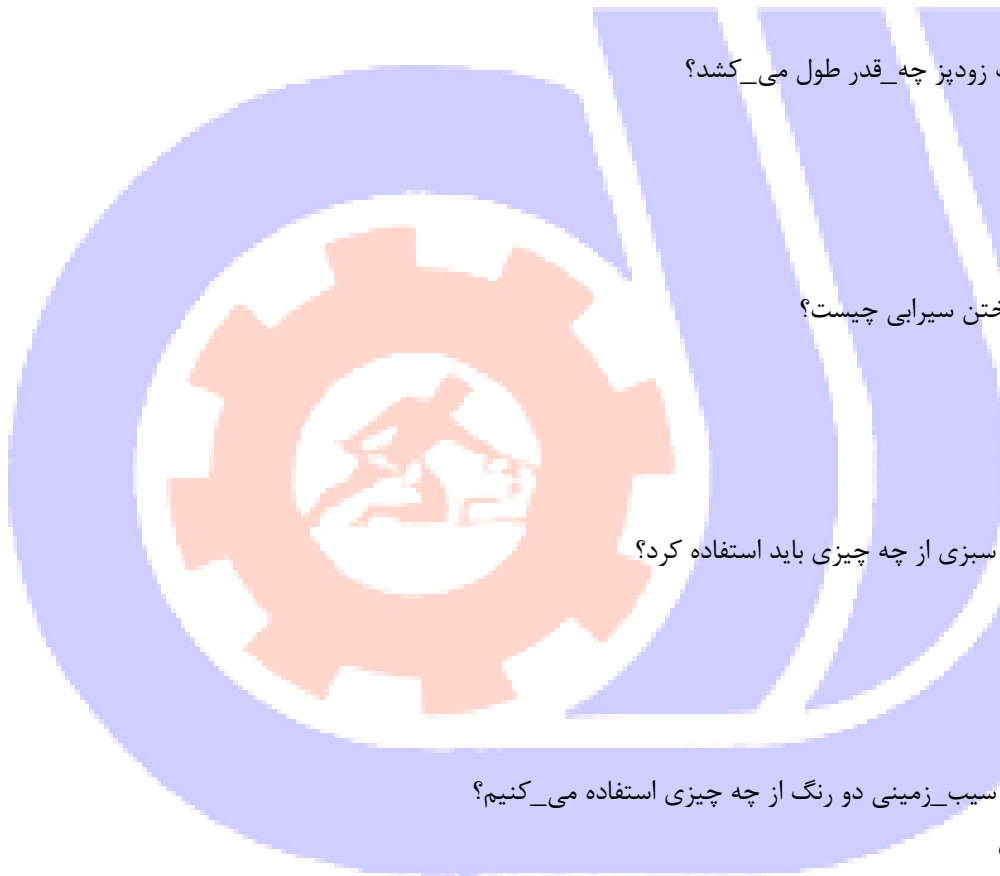 زودپز چه_قدر طول می_کشد؟
سیرابی چیست؟
سبزی از چه چیزی باید استفاده کرد؟
سیب_زمینی دو رنگ از چه چیزی استفاده می_کنیم؟